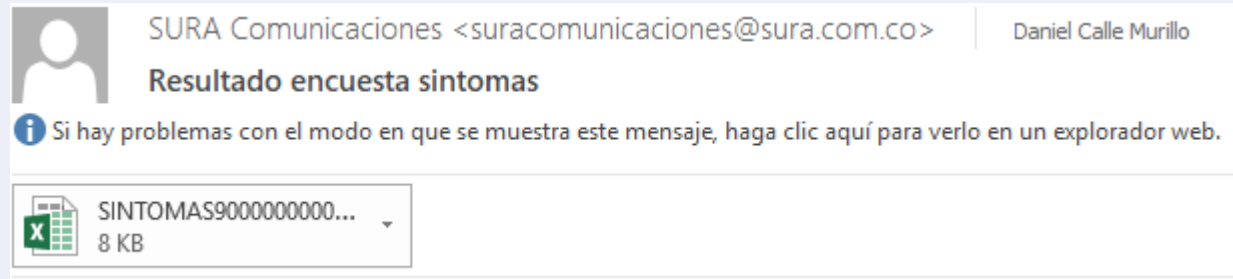 SURA Comunicaciones <suracomunicaciones@sura.com.co> Daniel Calle Murillo
Resultado encuesta sintomas
Si hay problemas con el modo en que se muestra este mensaje, haga clic aquí para verlo en un explorador web.
SINTOMAS9000000000...
8 KB